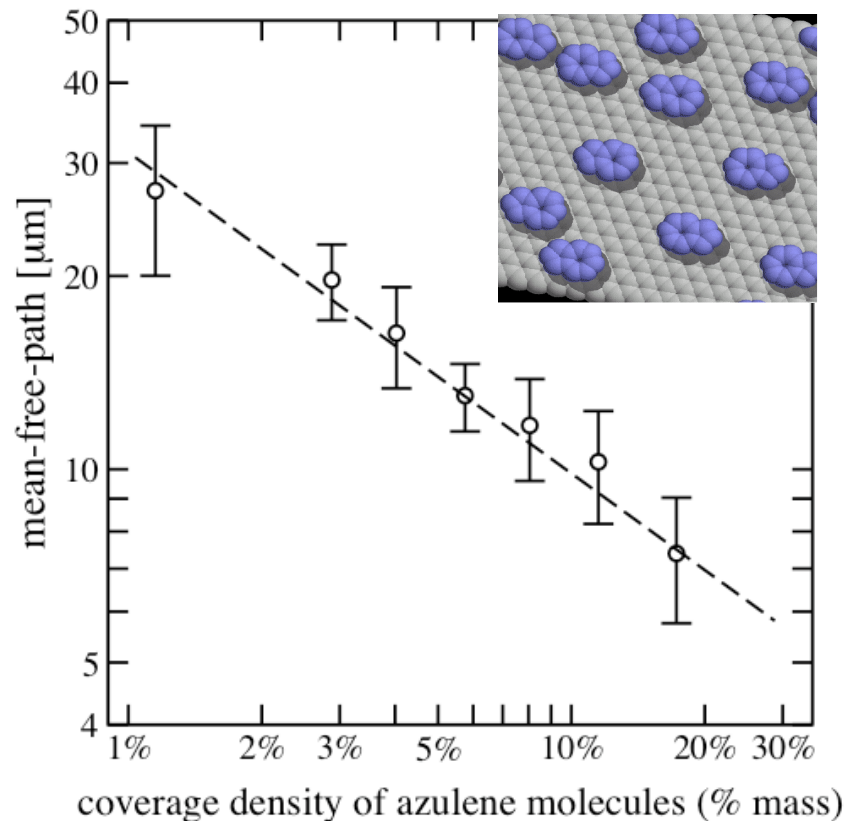 50
40
30
20
10
5
4
mean-free-path [μm]
1% 2% 3% 5% 10% 20% 30%
coverage density of azulene molecules (% mass)